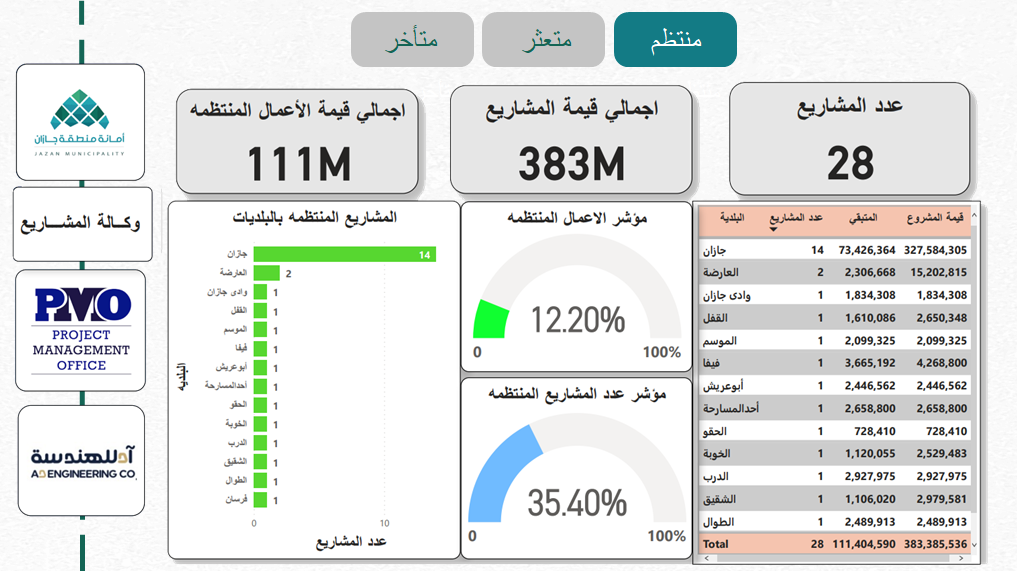 منتظم
متعثر
متأخر
أمانة منطقة جازان
JAZAN MUNICIPALITY
وكـــالة المشـــاريع
PMO
PROJECT
MANAGEMENT
OFFICE
آد للهندسة
AD ENGINEERING CO.
عدد المشاريع
28
اجمالي قيمة المشاريع
383M
اجمالي قيمة الأعمال المنتظمه
111M
البلدية عدد المشاريع المتبقي قيمة المشروع
جازان 14 73,426,364 327,584,305
العارضة 2 2,306,668 15,202,815
وادى جازان 1 1,834,308 1,834,308
القفل 1 1,610,086 2,650,348
الموسم 1 2,099,325 2,099,325
فيفا 1 3,665,192 4,268,800
أبوعريش 1 2,446,562 2,446,562
أحدالمسارحة 1 2,658,800 2,658,800
الحقو 1 728,410 728,410
الخوبة 1 1,120,055 2,529,483
الدرب 1 2,927,975 2,927,975
الشقيق 1 1,106,020 2,979,581
الطوال 1 2,489,913 2,489,913
Total 28 111,404,590 383,385,536
مؤشر الاعمال المنتظمه
12.20%
0 100%
مؤشر عدد المشاريع المنتظمه
35.40%
0 100%
المشاريع المنتظمه بالبلديات
البلديه
جازان 14
العارضة 2
وادى جازان 1
القفل 1
الموسم 1
فيفا 1
أبوعريش 1
أحدالمسارحة 1
الحقو 1
الخوبة 1
الدرب 1
الشقيق 1
الطوال 1
فرسان 1
0 10
عدد المشاريع